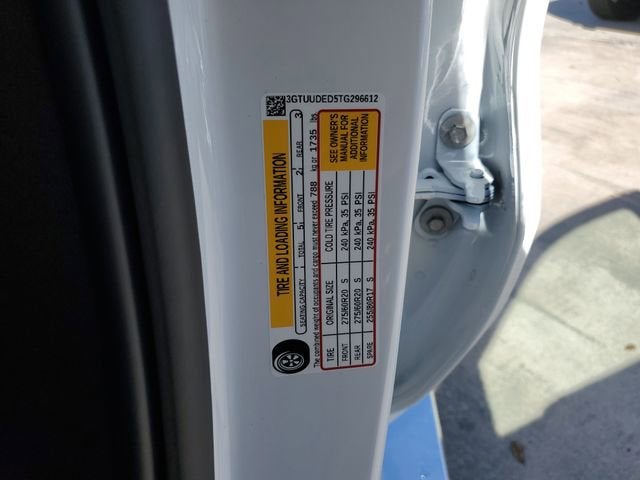 3GTUUDED5TG296612
TIRE AND LOADING INFORMATION
SEATING CAPACITY | TOTAL 5 | FRONT 2 | REAR 3
The combined weight of occupants and cargo must never exceed 788 kg or 1735 lbs
TIRE ORIGINAL SIZE COLD TIRE PRESSURE
FRONT 275/60R20 S 240 kPa, 35 PSI
REAR 275/60R20 S 240 kPa, 35 PSI
SPARE 255/80R17 S 240 kPa, 35 PSI
SEE OWNER'S
MANUAL FOR
ADDITIONAL
INFORMATION